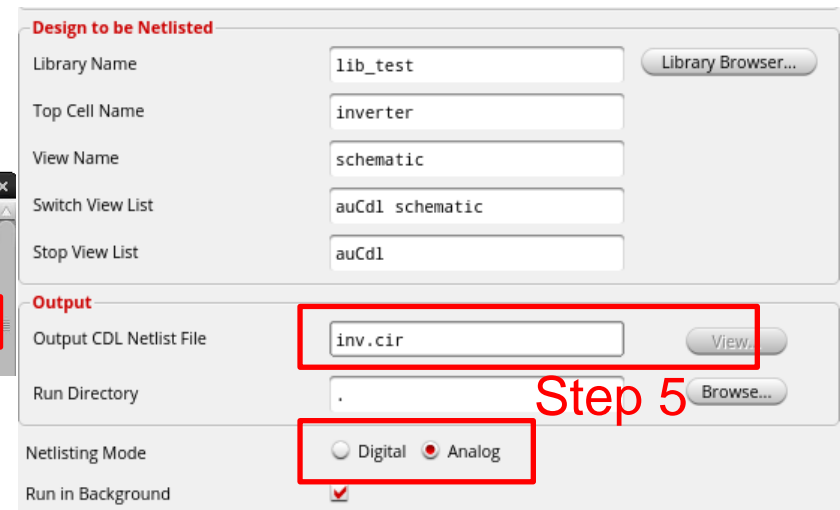 Design to be Netlisted
Library Name lib_test Library Browser...
Top Cell Name inverter
View Name schematic
Switch View List auCdl schematic
Stop View List auCdl
Output
Output CDL Netlist File inv.cir View...
Run Directory . Step 5 Browse...
Netlisting Mode Digital Analog
Run in Background